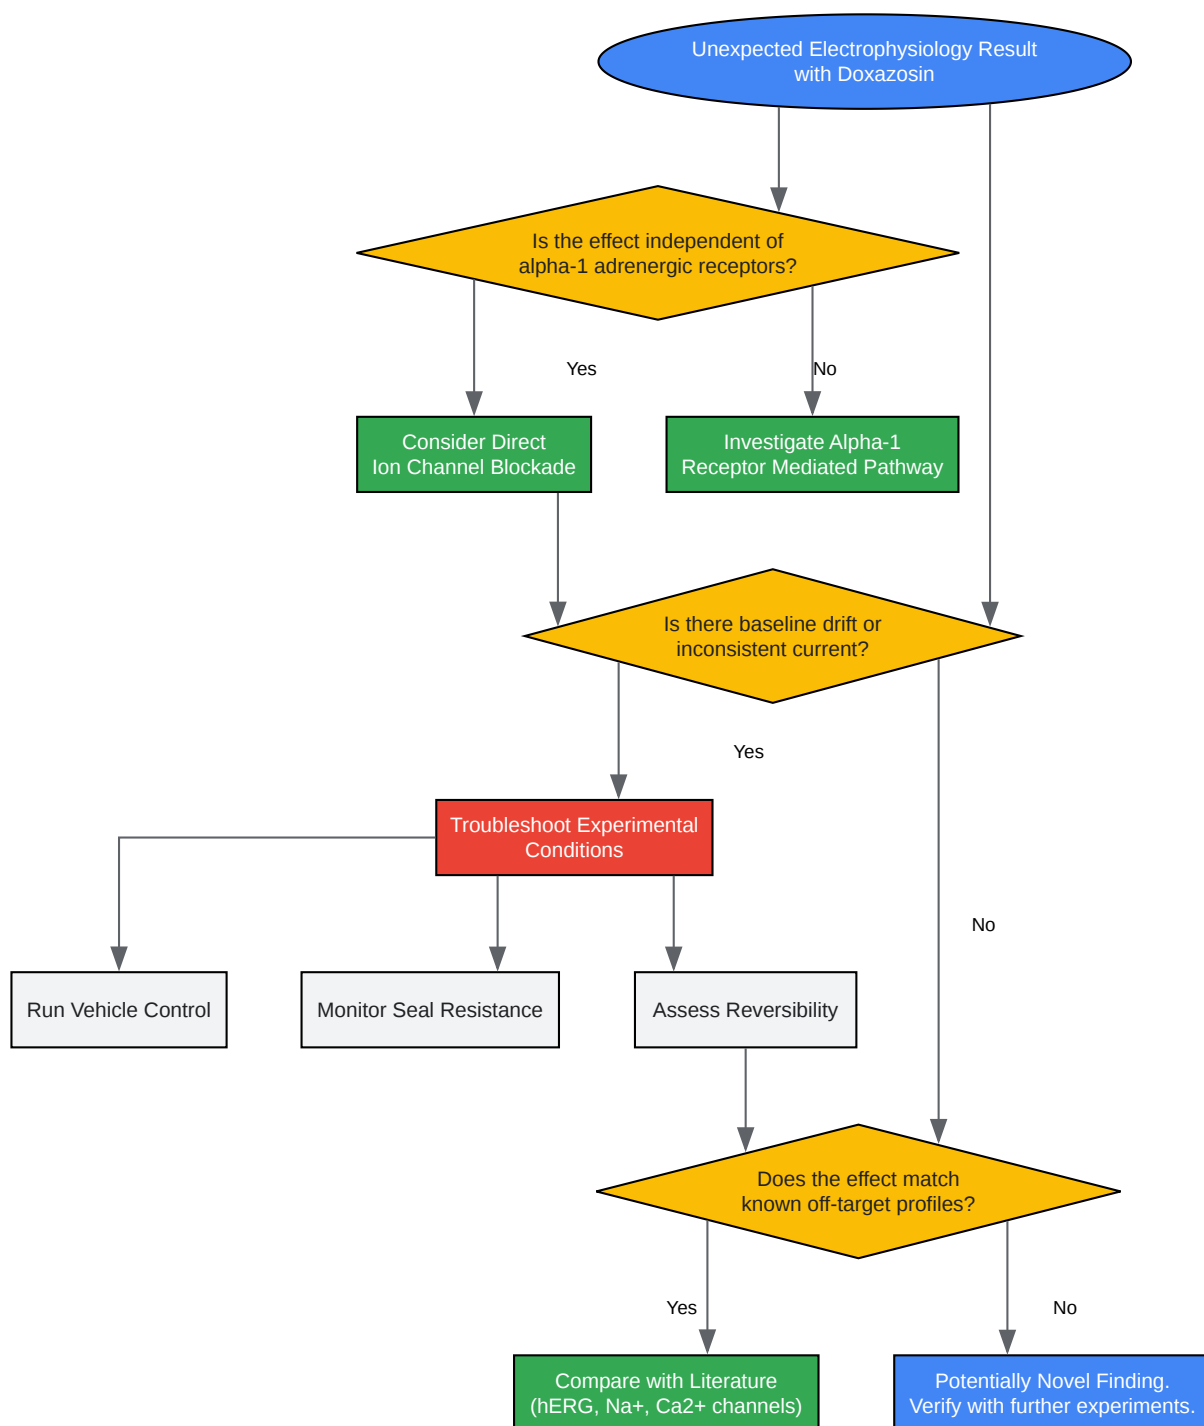 Unexpected Electrophysiology Result
with Doxazosin
Is the effect independent of
alpha-1 adrenergic receptors?
Yes
No
Consider Direct
Ion Channel Blockade
Investigate Alpha-1
Receptor Mediated Pathway
Is there baseline drift or
inconsistent current?
Yes
Troubleshoot Experimental
Conditions
No
Run Vehicle Control
Monitor Seal Resistance
Assess Reversibility
Does the effect match
known off-target profiles?
Yes
No
Compare with Literature
(hERG, Na+, Ca2+ channels)
Potentially Novel Finding.
Verify with further experiments.